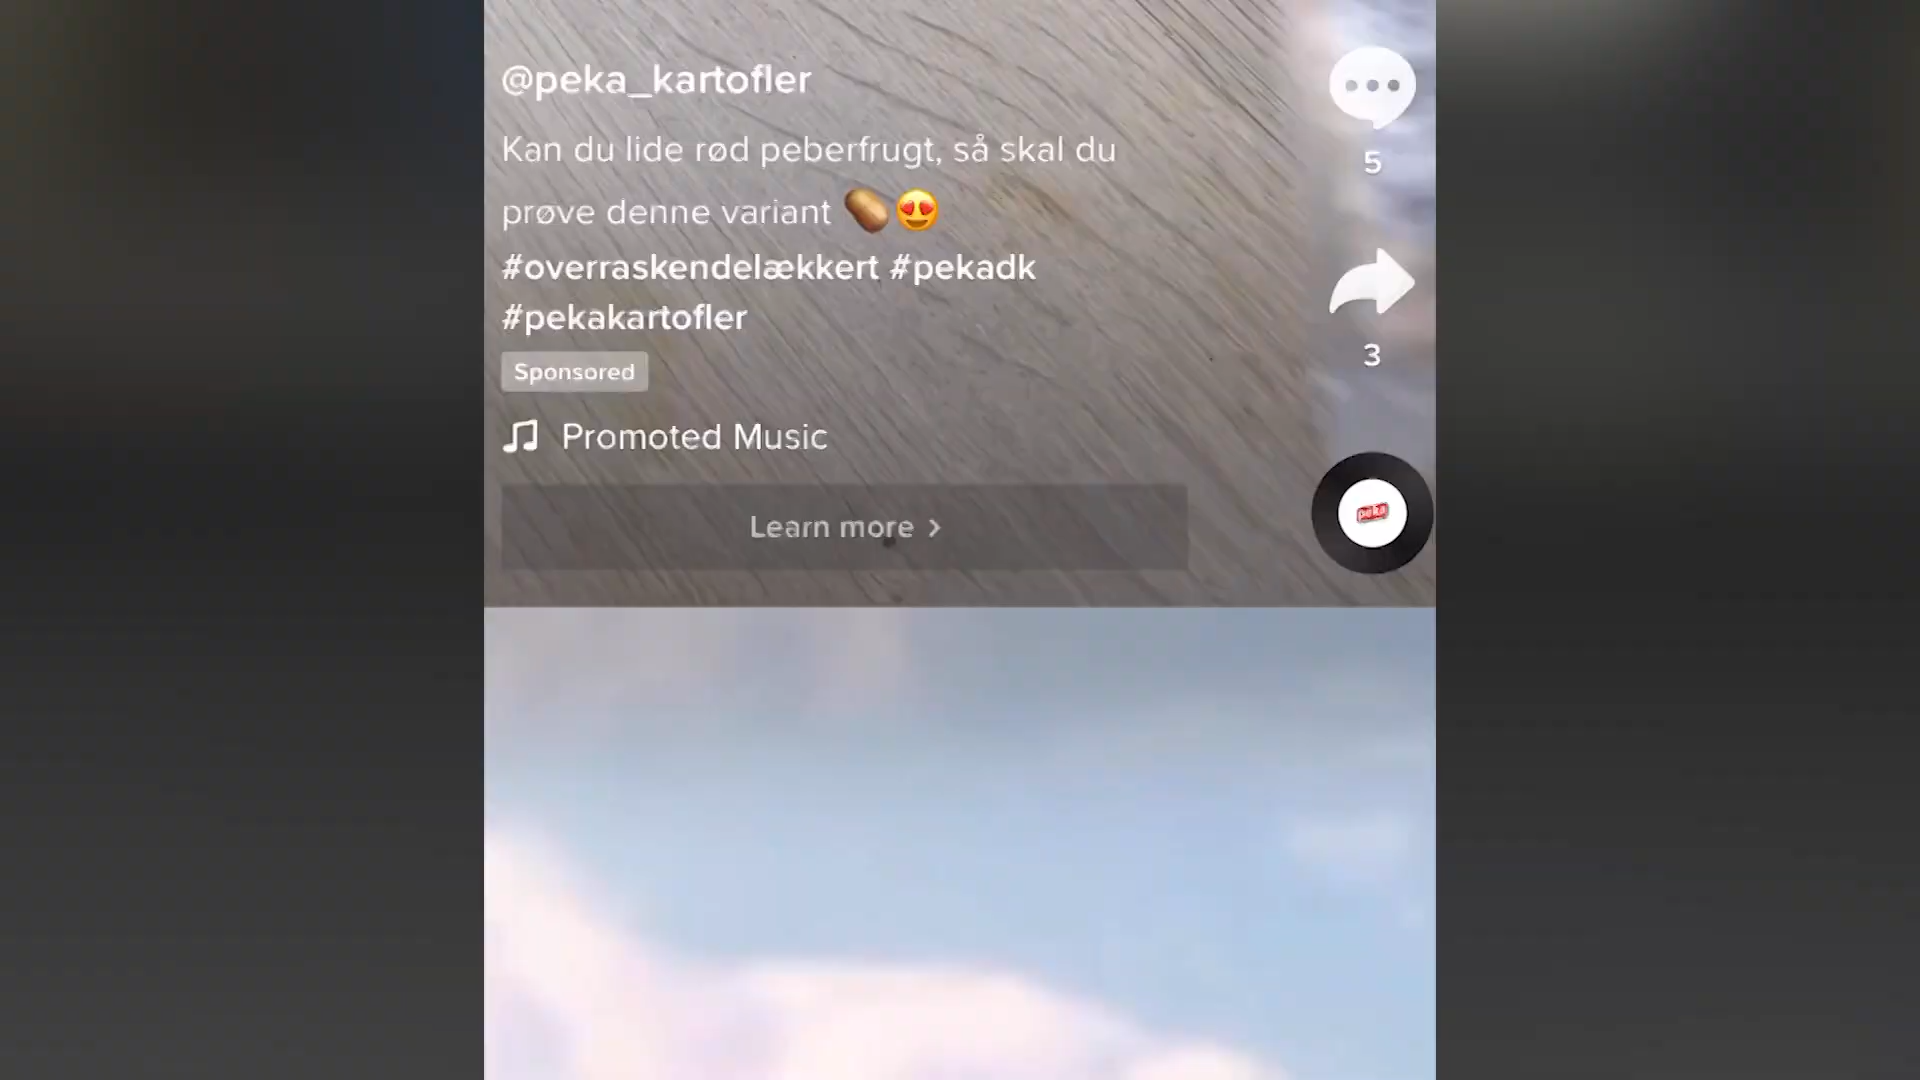 @peka_kartofler
Kan du lide rød peberfrugt, så skal du
prøve denne variant 🥔😍
#overraskendelækkert #pekadk
#pekakartofler
Sponsored
Promoted Music
Learn more >
5
3
peka